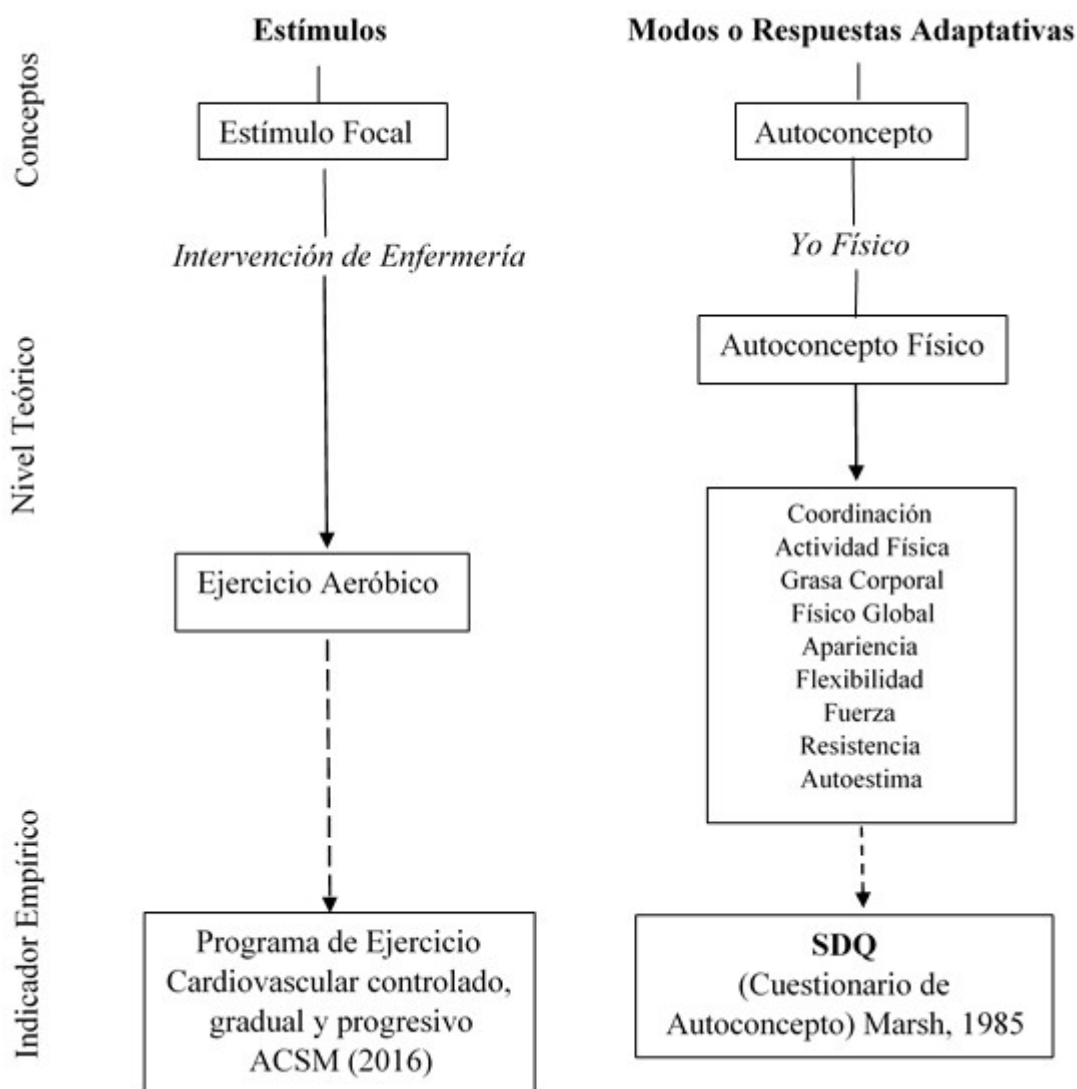 Estímulos
Modos o Respuestas Adaptativas
Conceptos
Estímulo Focal
Autoconcepto
Intervención de Enfermería
Yo Físico
Nivel Teórico
Autoconcepto Físico
Ejercicio Aeróbico
Coordinación
Actividad Física
Grasa Corporal
Físico Global
Apariencia
Flexibilidad
Fuerza
Resistencia
Autoestima
Indicador Empírico
Programa de Ejercicio
Cardiovascular controlado,
gradual y progresivo
ACSM (2016)
SDQ
(Cuestionario de
Autoconcepto) Marsh, 1985